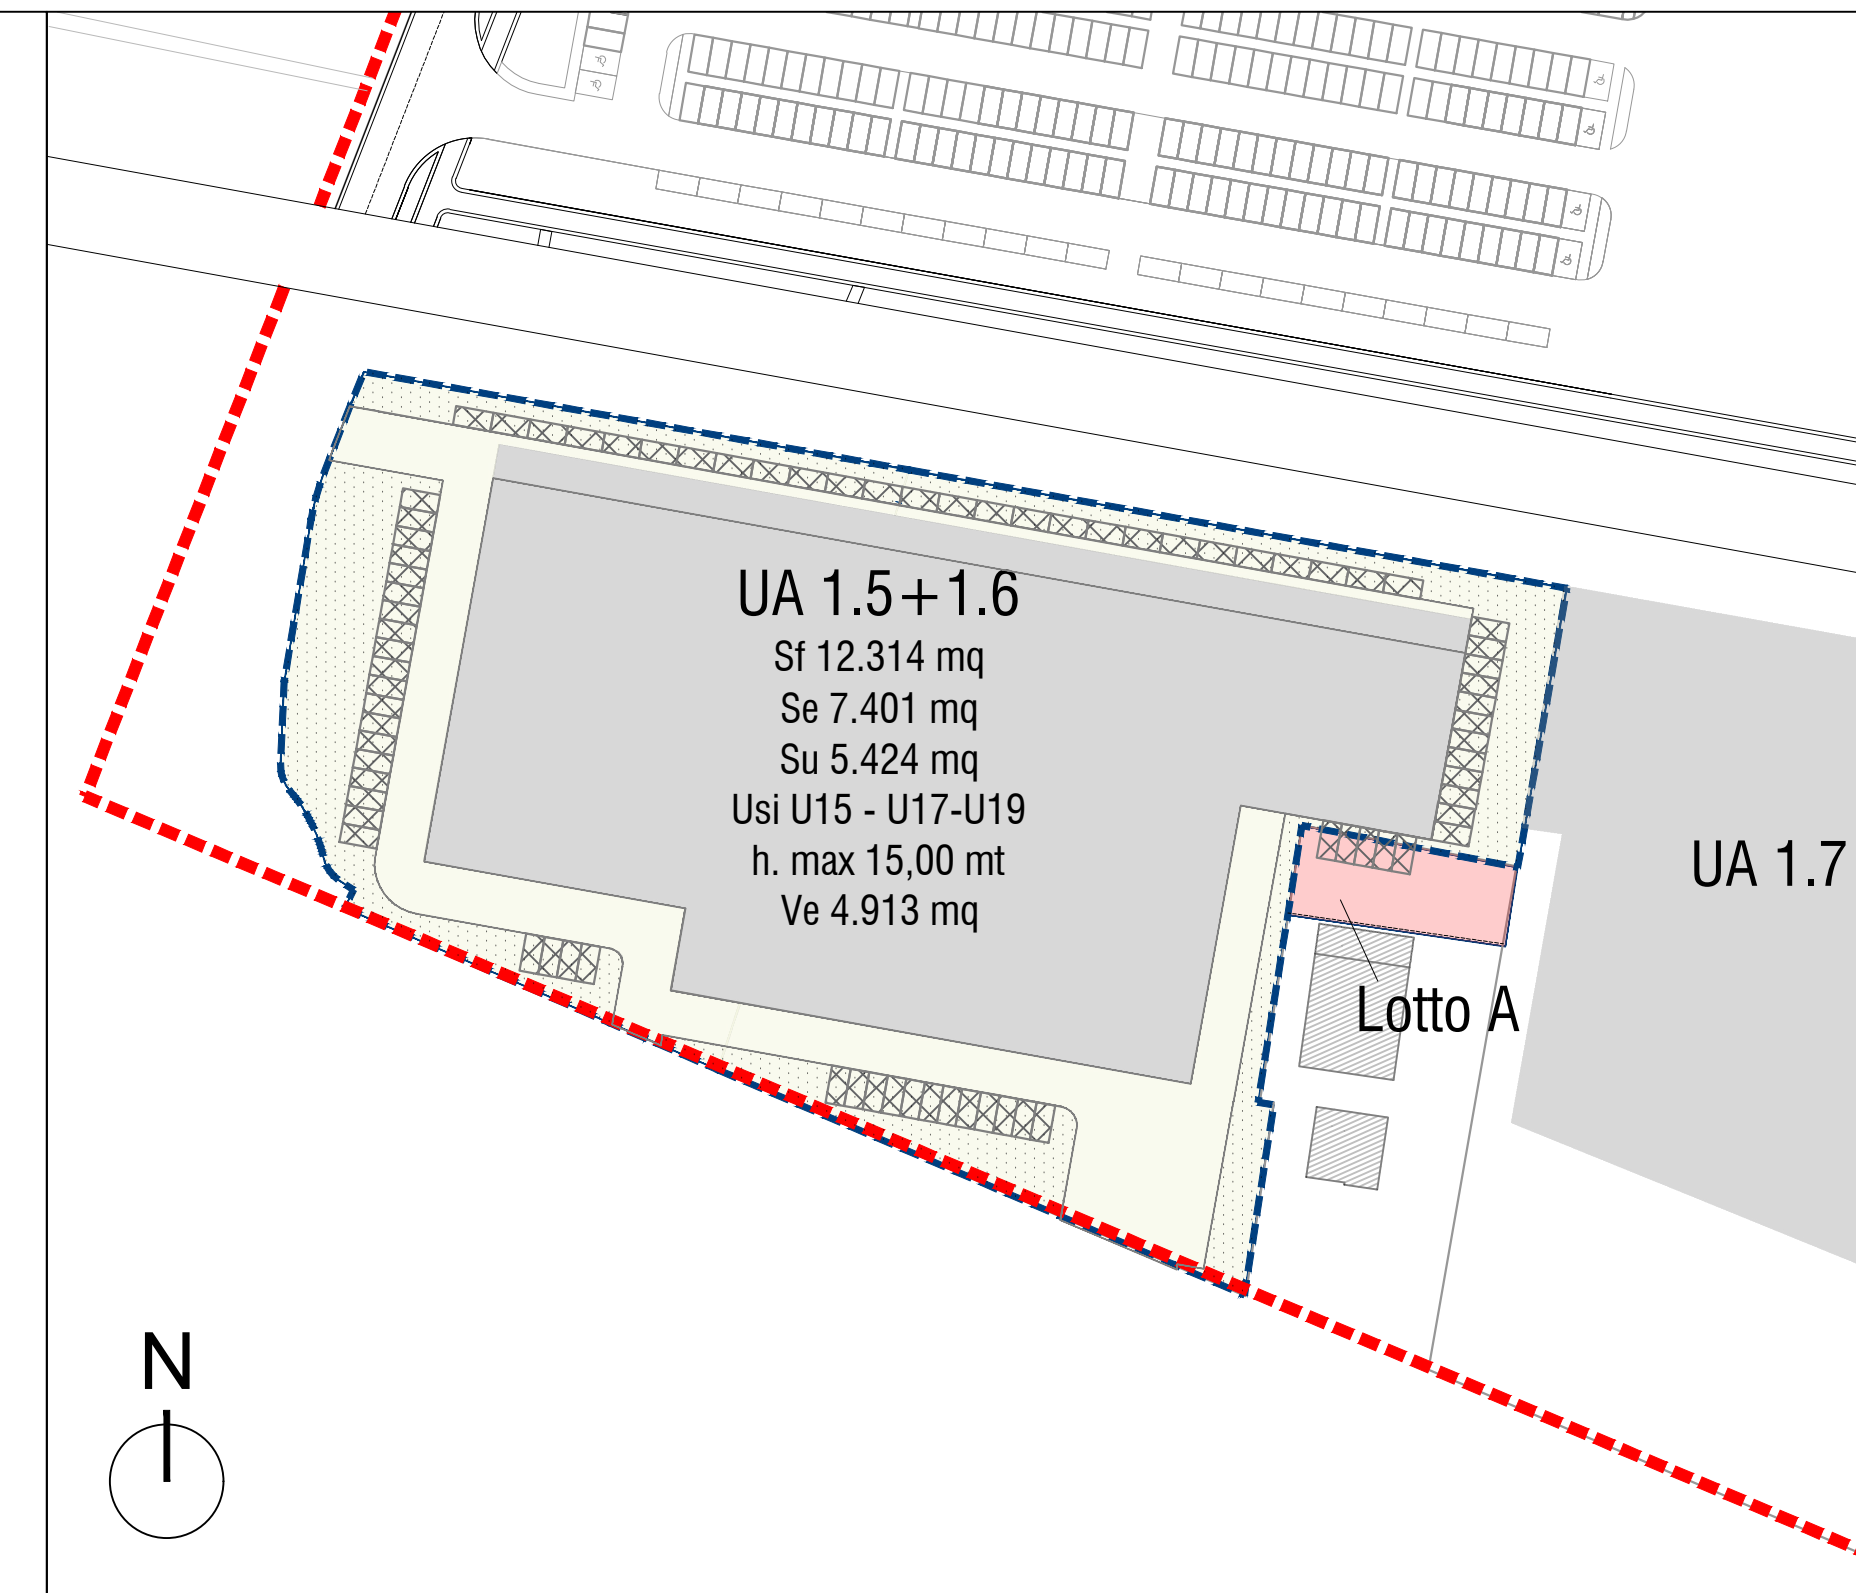 UA 1.5+1.6
Sf 12.314 mq
Se 7.401 mq
Su 5.424 mq
Usi U15 - U17-U19
h. max 15,00 mt
Ve 4.913 mq
UA 1.7
Lotto A
N